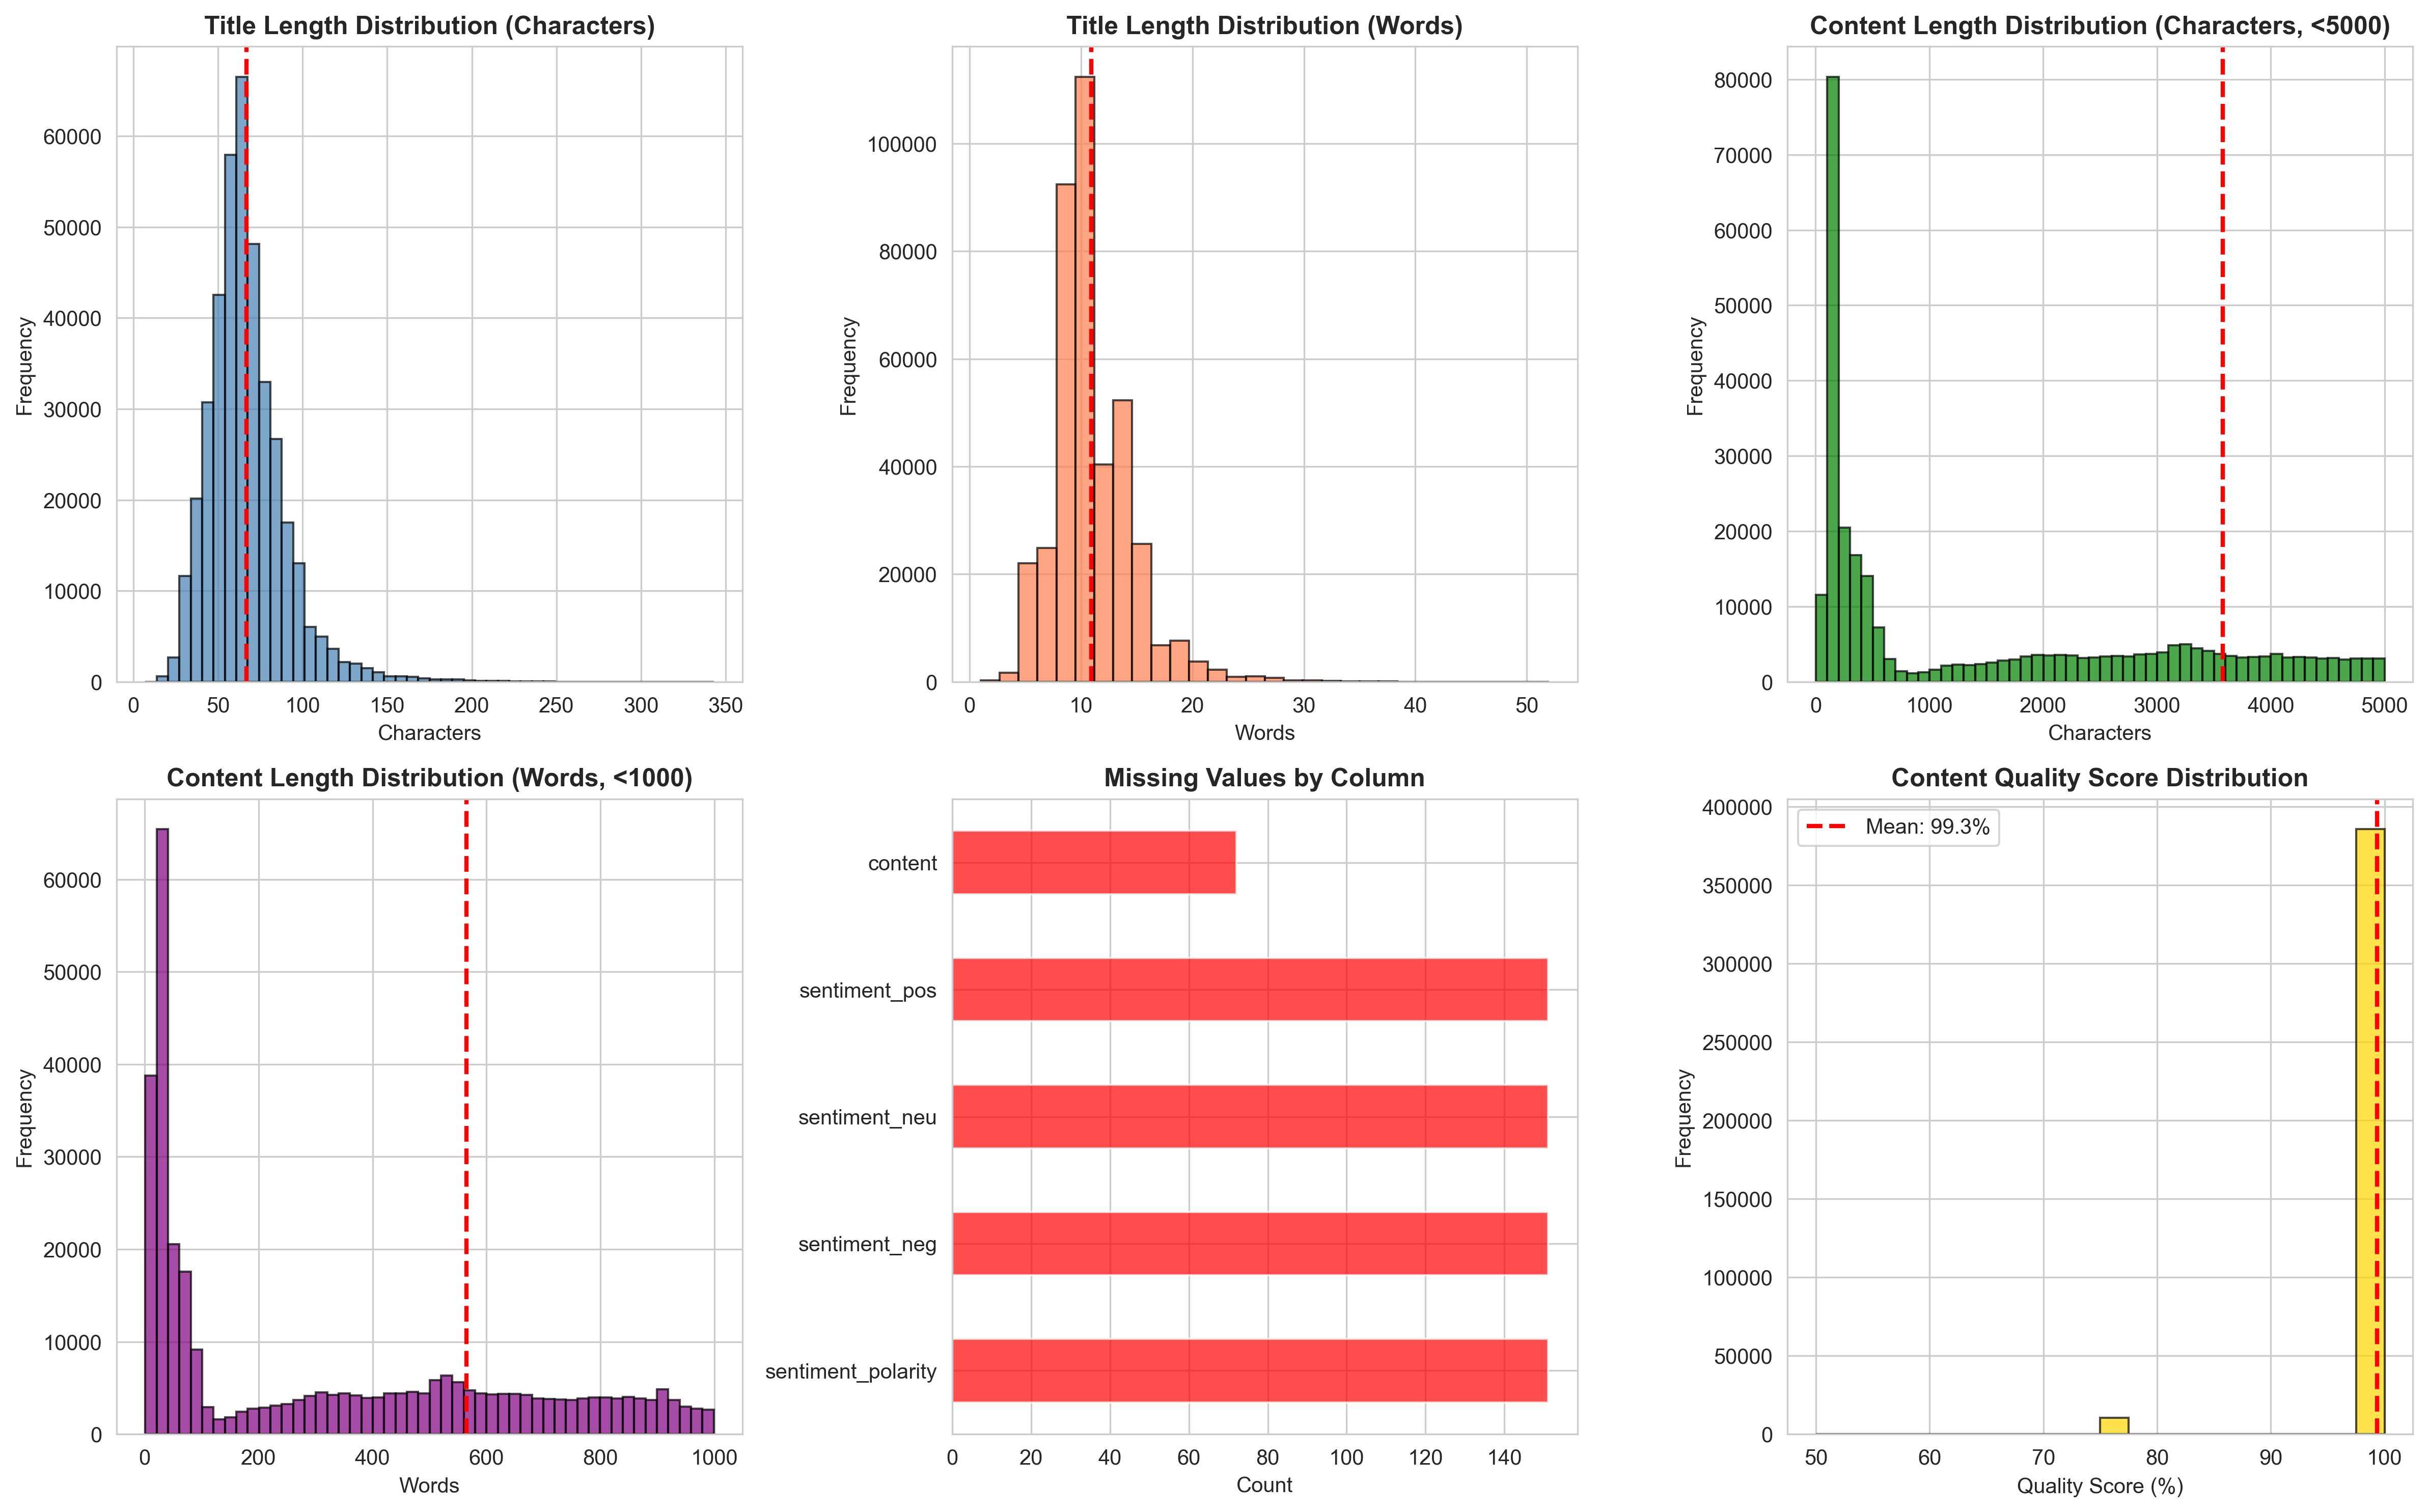 Title Length Distribution (Characters)
60000
50000
40000
30000
20000
10000
0
Frequency
0 50 100 150 200 250 300 350
Characters
Title Length Distribution (Words)
100000
80000
60000
40000
20000
0
Frequency
0 10 20 30 40 50
Words
Content Length Distribution (Characters, <5000)
80000
70000
60000
50000
40000
30000
20000
10000
0
Frequency
0 1000 2000 3000 4000 5000
Characters
Content Length Distribution (Words, <1000)
60000
50000
40000
30000
20000
10000
0
Frequency
0 200 400 600 800 1000
Words
Missing Values by Column
content
sentiment_pos
sentiment_neu
sentiment_neg
sentiment_polarity
0 20 40 60 80 100 120 140
Count
Content Quality Score Distribution
Mean: 99.3%
400000
350000
300000
250000
200000
150000
100000
50000
0
Frequency
50 60 70 80 90 100
Quality Score (%)